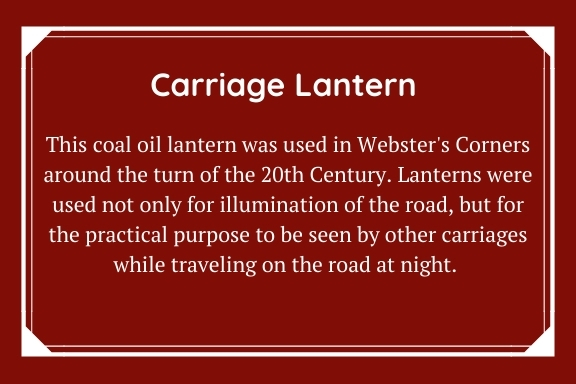 Carriage Lantern
This coal oil lantern was used in Webster's Corners
around the turn of the 20th Century. Lanterns were
used not only for illumination of the road, but for
the practical purpose to be seen by other carriages
while traveling on the road at night.